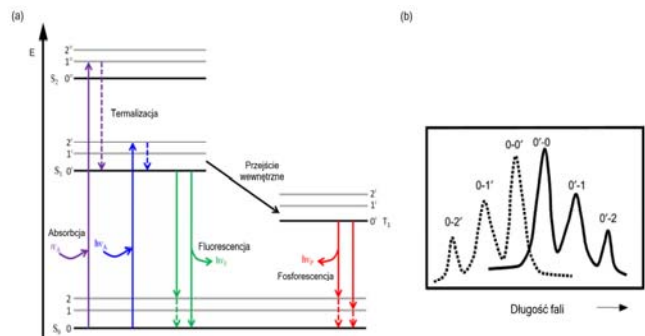 (a)
E
2''
1''
S₂ 0''
Termalizacja
2'
1'
S₁ 0'
Przejście
wewnętrzne
2'
1'
0' T₁
Absorbcja
hνA
hνA
Fluorescencja
hνF
hνP
Fosforescencja
2
1
S₀ 0
(b)
0-2'
0-1'
0-0'
0'-0
0'-1
0'-2
Długość fali